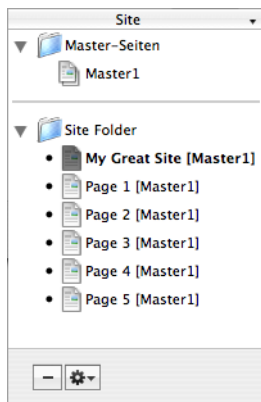 Site
Master-Seiten
Master1
Site Folder
My Great Site [Master1]
Page 1 [Master1]
Page 2 [Master1]
Page 3 [Master1]
Page 4 [Master1]
Page 5 [Master1]